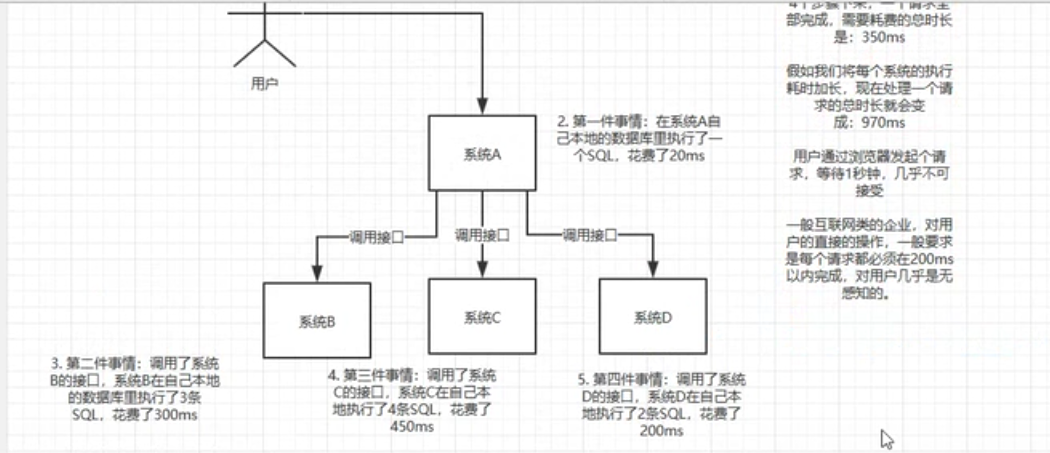 4个步骤下来，一个请求全
部完成，需要耗费的总时长
是：350ms
假如我们将每个系统的执行
耗时加长，现在处理一个请
求的总时长就会变
成：970ms
用户通过浏览器发起个请
求，等待1秒钟，几乎不可
接受
一般互联网类的企业，对用
户的直接的操作，一般要求
是每个请求都必须在200ms
以内完成，对用户几乎是无
感知的。
用户
2. 第一件事情：在系统A自
己本地的数据库里执行了一
个SQL，花费了20ms
系统A
调用接口
调用接口
调用接口
系统B
系统C
系统D
3. 第二件事情：调用了系统
B的接口，系统B在自己本地
的数据库里执行了3条
SQL，花费了300ms
4. 第三件事情：调用了系统
C的接口，系统C在自己本
地执行了4条SQL，花费了
450ms
5. 第四件事情：调用了系统
D的接口，系统D在自己本
地执行了2条SQL，花费了
200ms